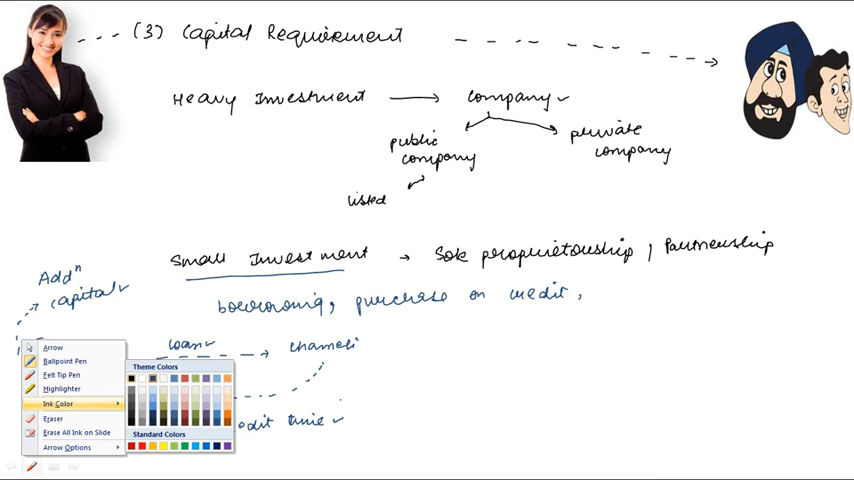 (3) Capital Requirement
Heavy Investment → company
public company
private company
listed
Small Investment → Sole proprietorship, Partnership
Addⁿ capital
borrowing, purchase on credit,
loan → chameli
credit time
Arrow
Ballpoint Pen
Felt Tip Pen
Highlighter
Ink Color
Eraser
Erase All Ink on Slide
Arrow Options
Theme Colors
Standard Colors